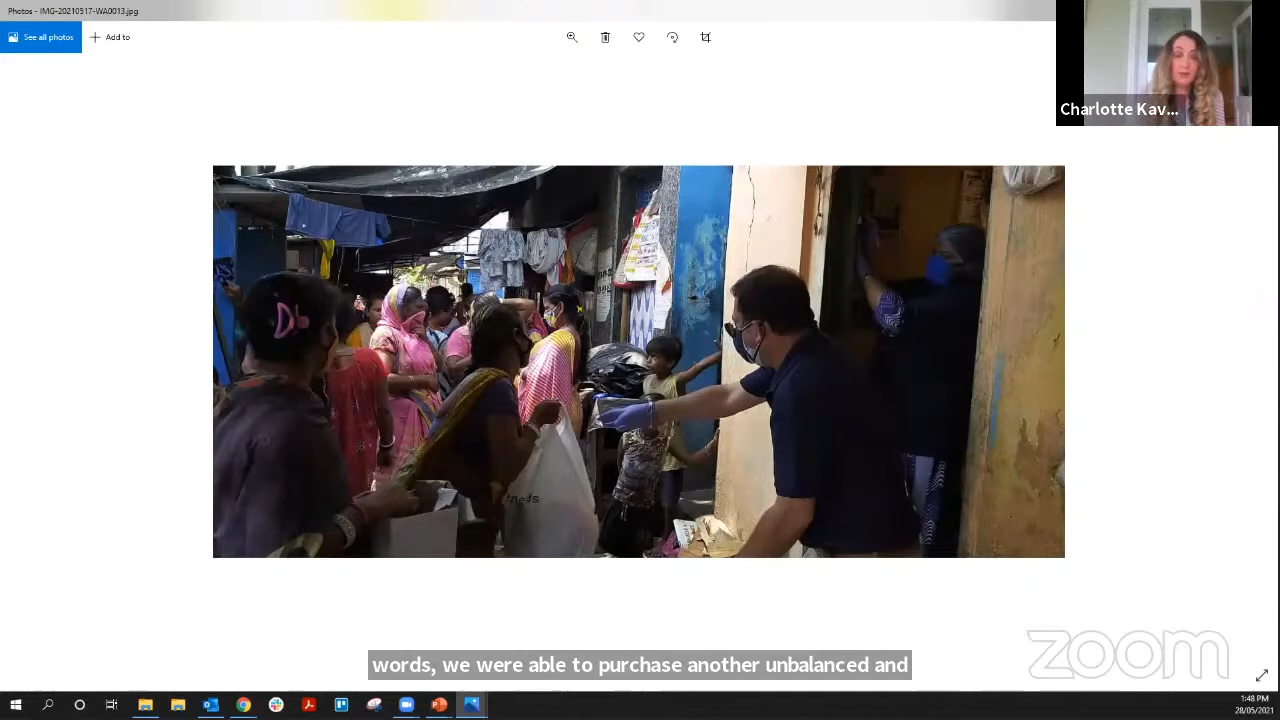 Photos - IMG-20210517-WA0013.jpg
See all photos
Add to
Charlotte Kav...
words, we were able to purchase another unbalanced and
zoom
1:48 PM
28/05/2021